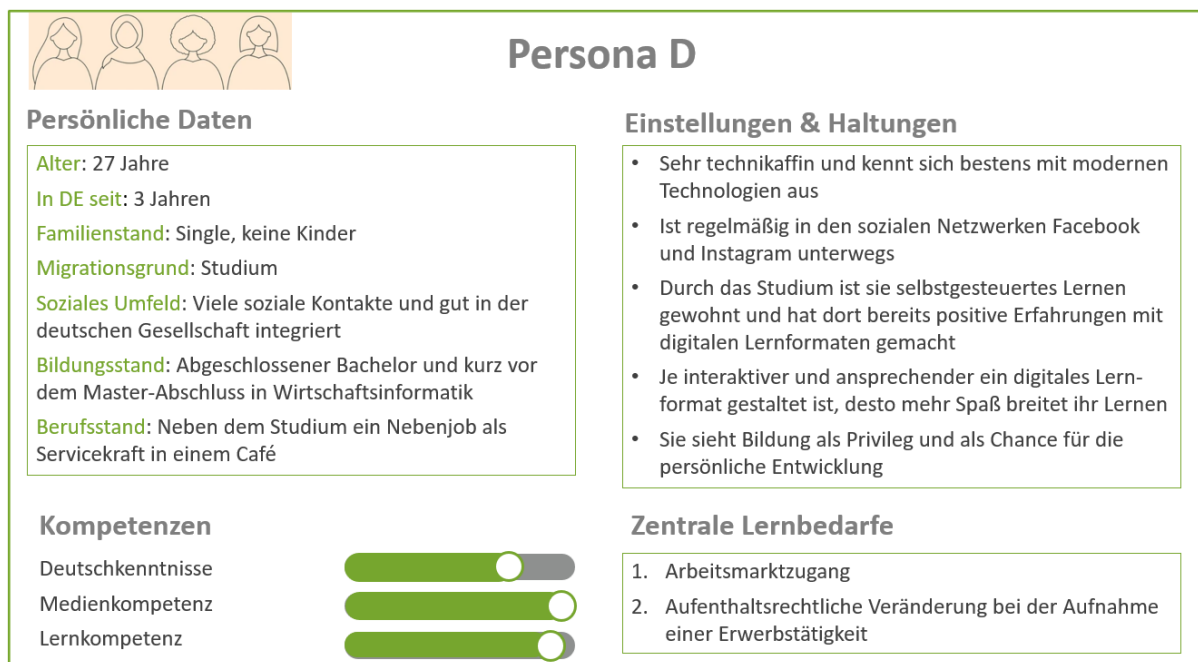 Persona D
Persönliche Daten
Alter: 27 Jahre
In DE seit: 3 Jahren
Familienstand: Single, keine Kinder
Migrationsgrund: Studium
Soziales Umfeld: Viele soziale Kontakte und gut in der
deutschen Gesellschaft integriert
Bildungsstand: Abgeschlossener Bachelor und kurz vor
dem Master-Abschluss in Wirtschaftsinformatik
Berufsstand: Neben dem Studium ein Nebenjob als
Servicekraft in einem Café
Einstellungen & Haltungen
• Sehr technikaffin und kennt sich bestens mit modernen
Technologien aus
• Ist regelmäßig in den sozialen Netzwerken Facebook
und Instagram unterwegs
• Durch das Studium ist sie selbstgesteuertes Lernen
gewohnt und hat dort bereits positive Erfahrungen mit
digitalen Lernformaten gemacht
• Je interaktiver und ansprechender ein digitales Lern-
format gestaltet ist, desto mehr Spaß breitet ihr Lernen
• Sie sieht Bildung als Privileg und als Chance für die
persönliche Entwicklung
Kompetenzen
Deutschkenntnisse
Medienkompetenz
Lernkompetenz
Zentrale Lernbedarfe
1. Arbeitsmarktzugang
2. Aufenthaltsrechtliche Veränderung bei der Aufnahme
einer Erwerbstätigkeit